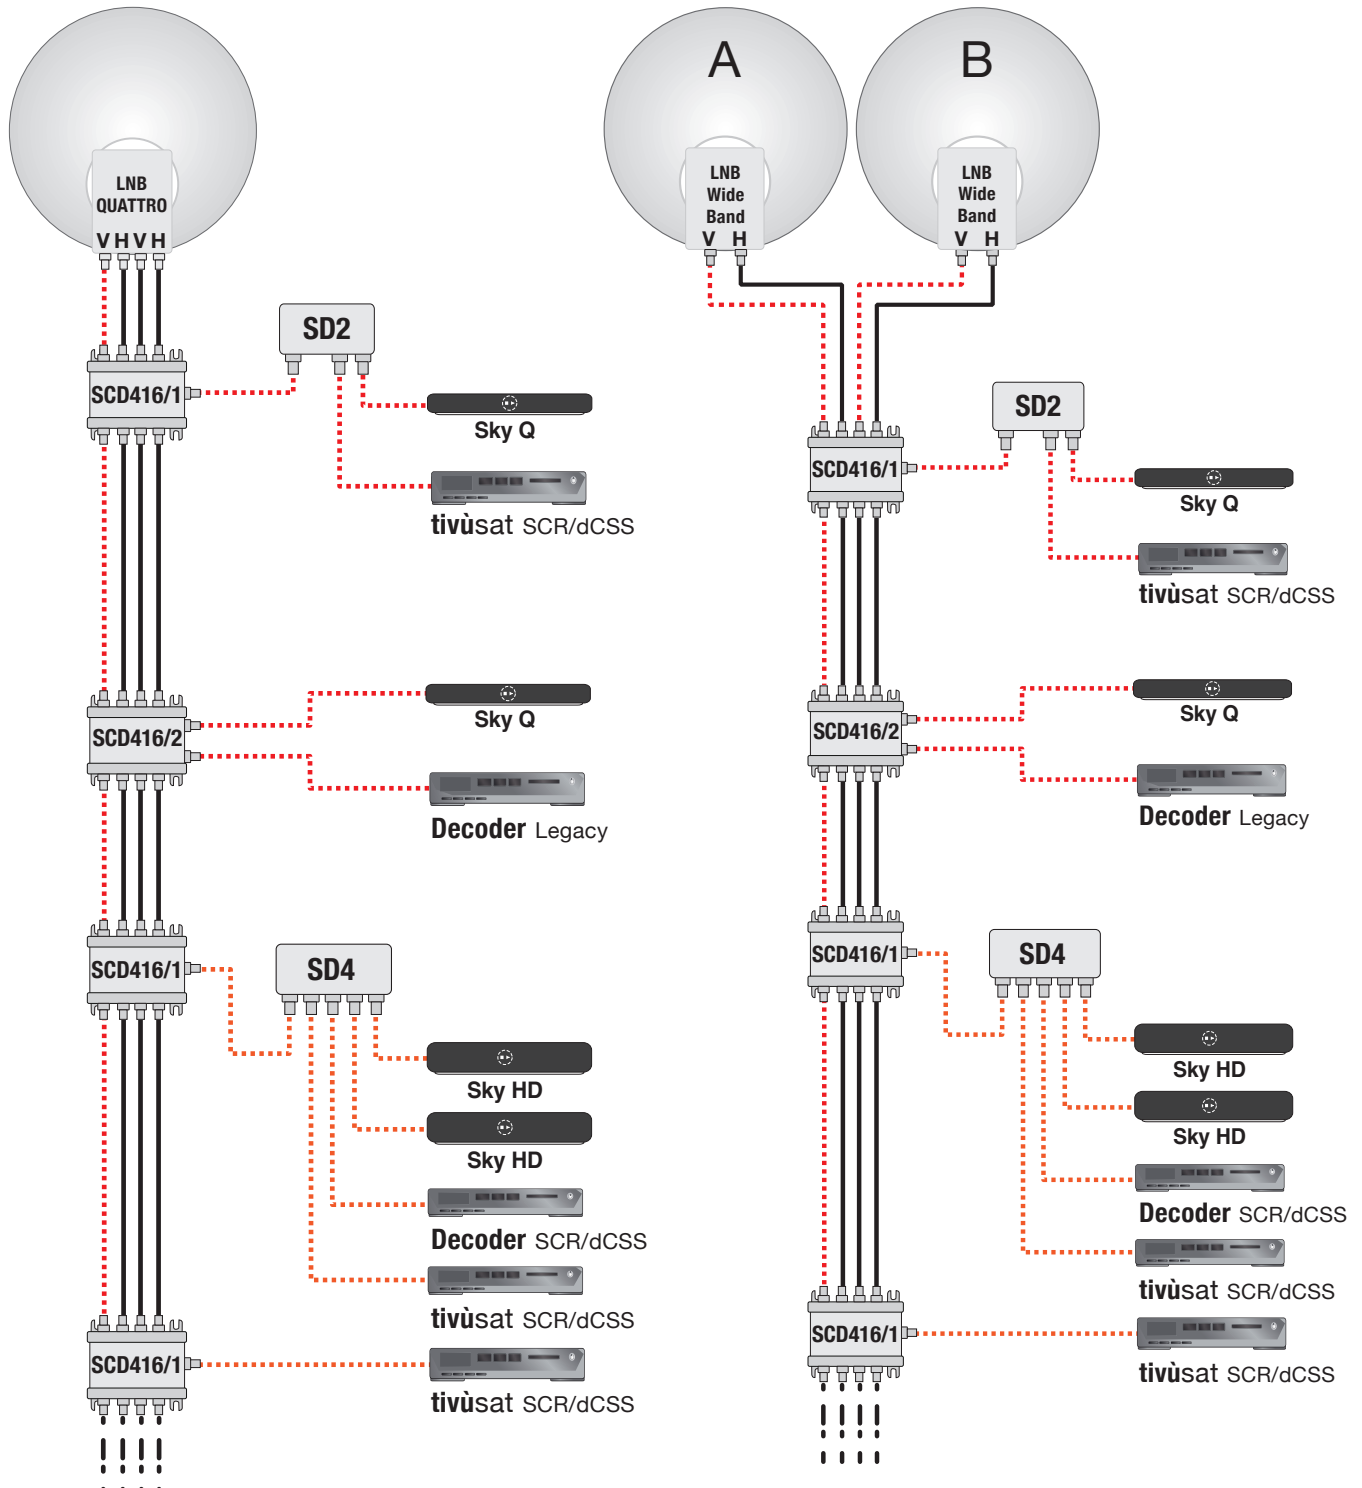 LNB
QUATTRO
V H V H
SCD416/1
SD2
Sky Q
tivùsat SCR/dCSS
SCD416/2
Sky Q
Decoder Legacy
SCD416/1
SD4
Sky HD
Sky HD
Decoder SCR/dCSS
tivùsat SCR/dCSS
SCD416/1
tivùsat SCR/dCSS
A
B
LNB
Wide
Band
V H
LNB
Wide
Band
V H
SCD416/1
SD2
Sky Q
tivùsat SCR/dCSS
SCD416/2
Sky Q
Decoder Legacy
SCD416/1
SD4
Sky HD
Sky HD
Decoder SCR/dCSS
tivùsat SCR/dCSS
SCD416/1
tivùsat SCR/dCSS